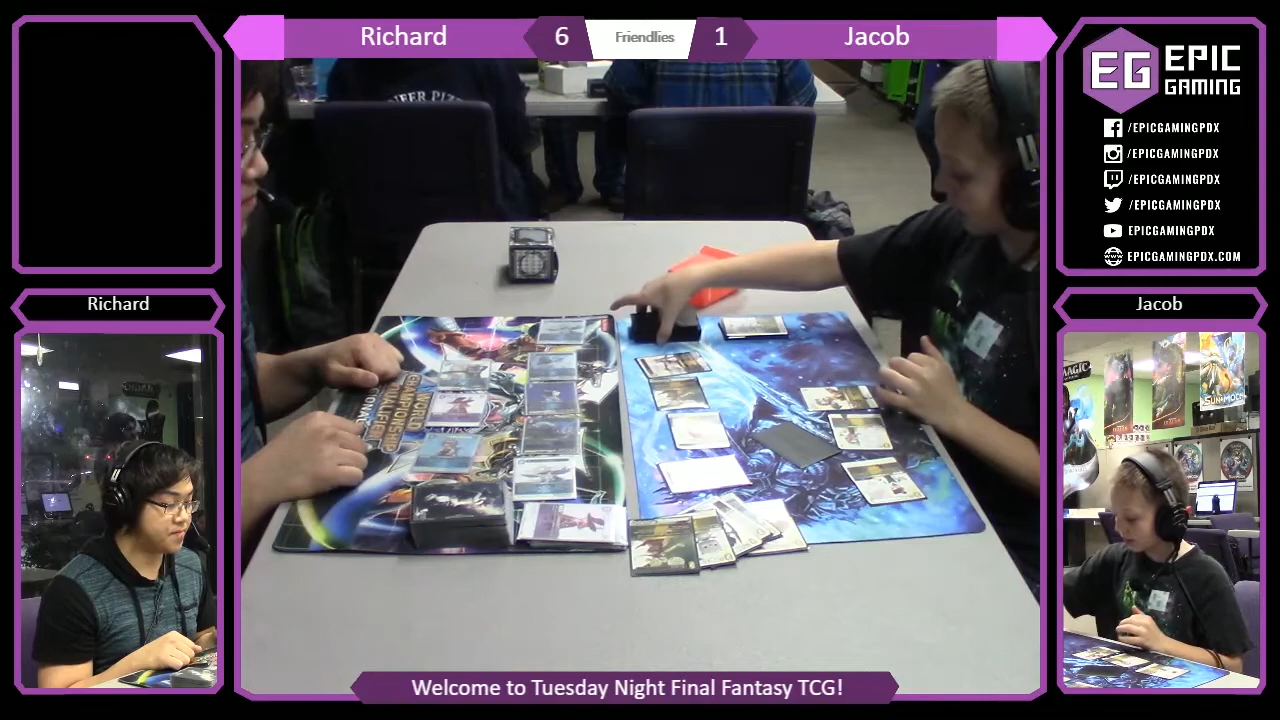 Richard
6
Friendlies
1
Jacob
EG EPIC
GAMING
/EPICGAMINGPDX
/EPICGAMINGPDX
/EPICGAMINGPDX
/EPICGAMINGPDX
EPICGAMINGPDX
EPICGAMINGPDX.COM
Richard
Jacob
WORLD
CHAMPIONSHIP
QUALIFIER
MAGIC
SUN & MOON
Welcome to Tuesday Night Final Fantasy TCG!